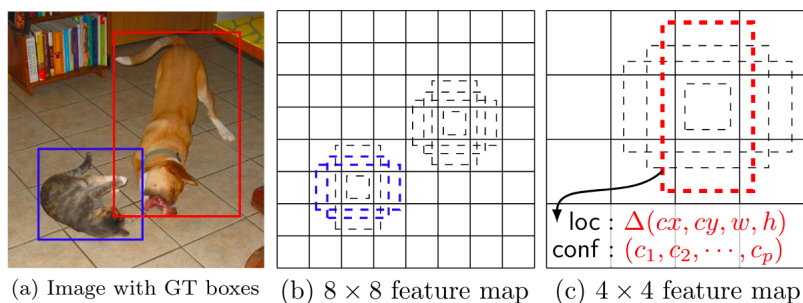 loc : Δ(cx, cy, w, h)
conf : (c₁, c₂, ⋯, cₚ)
(a) Image with GT boxes
(b) 8 × 8 feature map
(c) 4 × 4 feature map